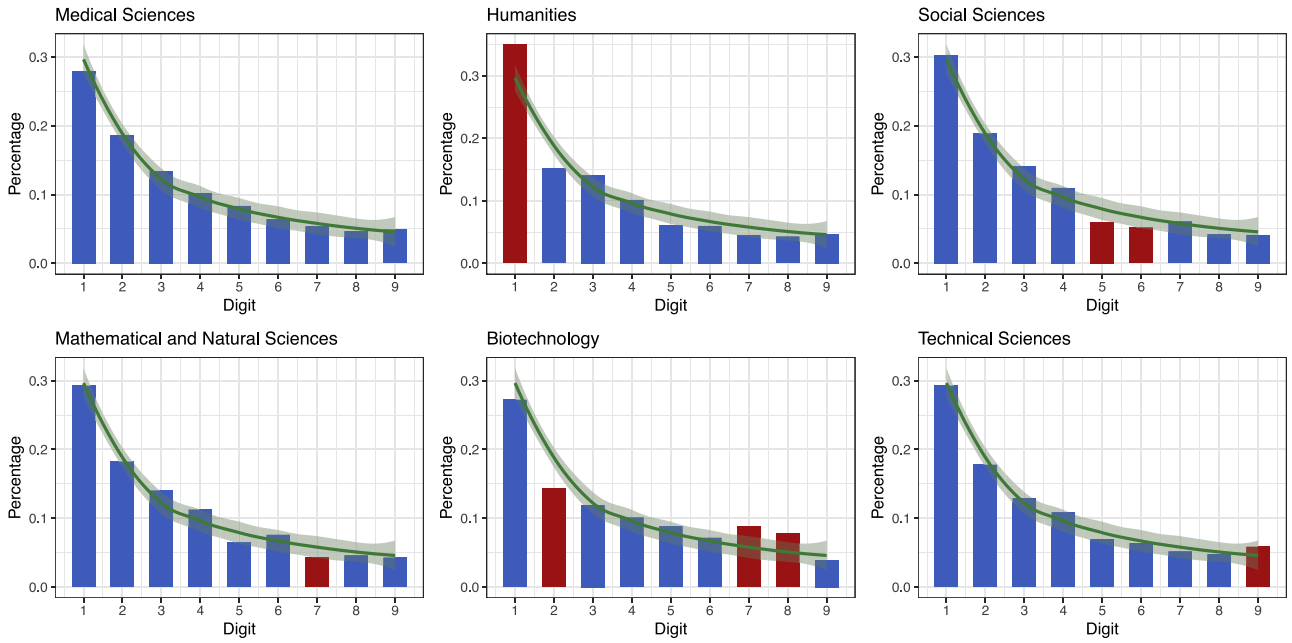 Medical Sciences
Percentage
0.3
0.2
0.1
0.0
1 2 3 4 5 6 7 8 9
Digit
Humanities
Percentage
0.3
0.2
0.1
0.0
1 2 3 4 5 6 7 8 9
Digit
Social Sciences
Percentage
0.3
0.2
0.1
0.0
1 2 3 4 5 6 7 8 9
Digit
Mathematical and Natural Sciences
Percentage
0.3
0.2
0.1
0.0
1 2 3 4 5 6 7 8 9
Digit
Biotechnology
Percentage
0.3
0.2
0.1
0.0
1 2 3 4 5 6 7 8 9
Digit
Technical Sciences
Percentage
0.3
0.2
0.1
0.0
1 2 3 4 5 6 7 8 9
Digit